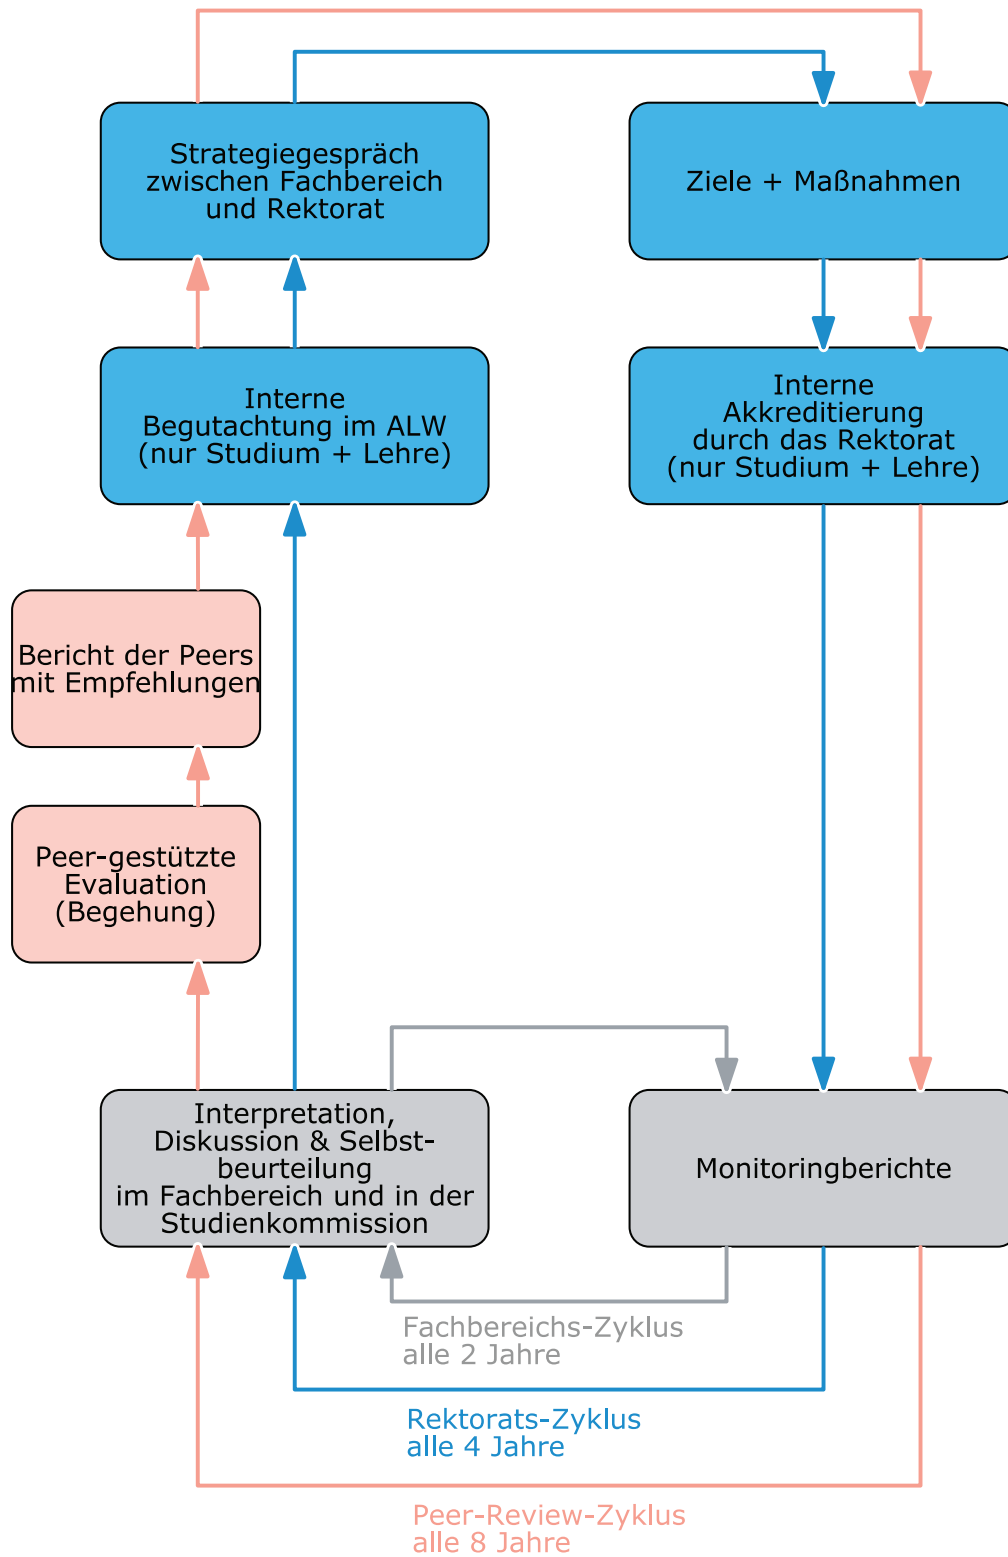 Strategiegespräch
zwischen Fachbereich
und Rektorat
Ziele + Maßnahmen
Interne
Begutachtung im ALW
(nur Studium + Lehre)
Interne
Akkreditierung
durch das Rektorat
(nur Studium + Lehre)
Bericht der Peers
mit Empfehlungen
Peer-gestützte
Evaluation
(Begehung)
Interpretation,
Diskussion & Selbst-
beurteilung
im Fachbereich und in der
Studienkommission
Monitoringberichte
Fachbereichs-Zyklus
alle 2 Jahre
Rektorats-Zyklus
alle 4 Jahre
Peer-Review-Zyklus
alle 8 Jahre